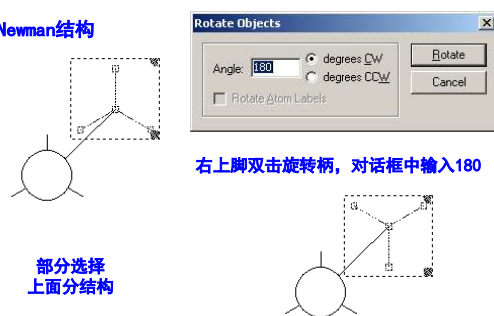 Newman结构
Rotate Objects
Angle: 180
degrees CW
degrees CCW
Rotate Atom Labels
Rotate
Cancel
右上脚双击旋转柄，对话框中输入180
部分选择
上面分结构